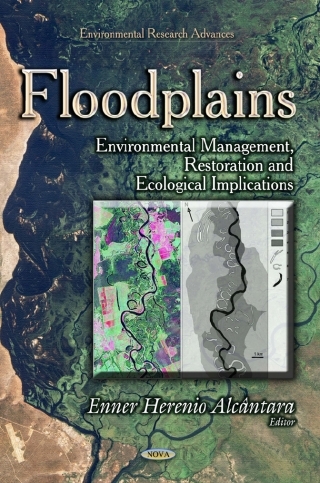 Environmental Research Advances
Floodplains
Environmental Management,
Restoration and
Ecological Implications
Enner Herenio Alcântara
Editor
NOVA